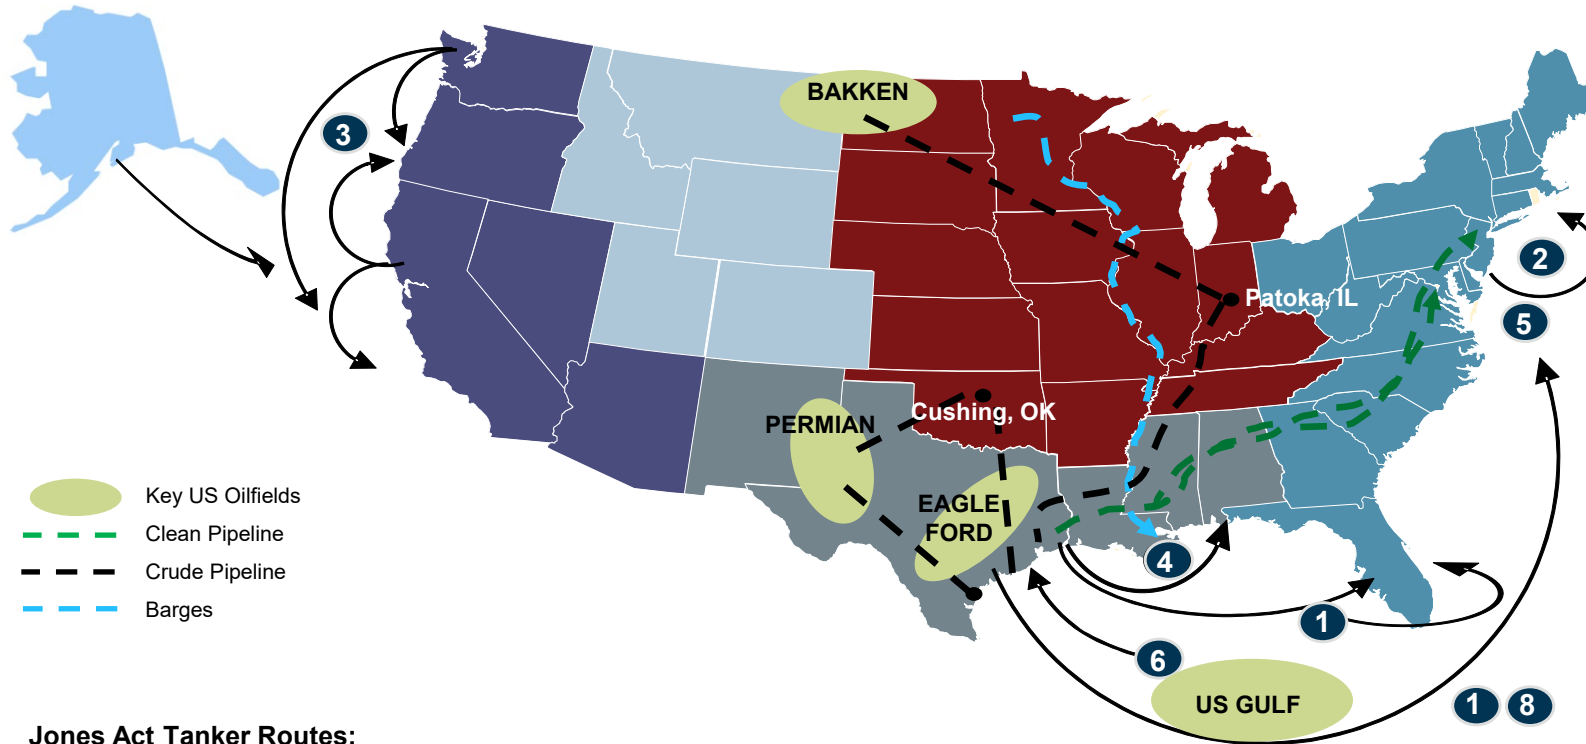 BAKKEN
3
2
Patoka, IL
5
Cushing, OK
PERMIAN
EAGLE
FORD
Key US Oilfields
Clean Pipeline
Crude Pipeline
Barges
4
1
6
US GULF
1 8
Jones Act Tanker Routes: